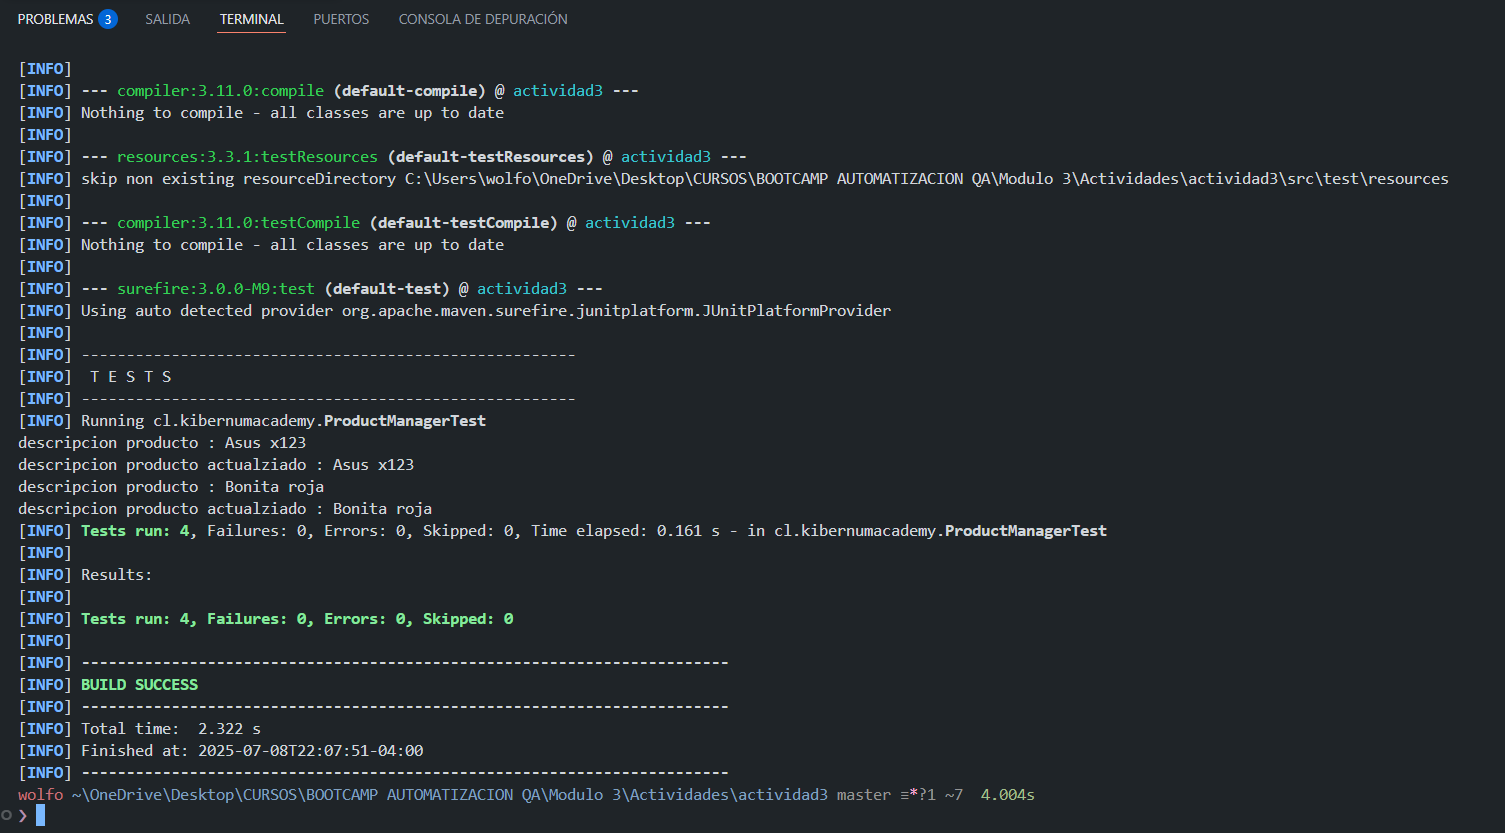 PROBLEMAS 3 SALIDA TERMINAL PUERTOS CONSOLA DE DEPURACIÓN
[INFO]
[INFO] --- compiler:3.11.0:compile (default-compile) @ actividad3 ---
[INFO] Nothing to compile - all classes are up to date
[INFO]
[INFO] --- resources:3.3.1:testResources (default-testResources) @ actividad3 ---
[INFO] skip non existing resourceDirectory C:\Users\wolfo\OneDrive\Desktop\CURSOS\BOOTCAMP AUTOMATIZACION QA\Modulo 3\Actividades\actividad3\src\test\resources
[INFO]
[INFO] --- compiler:3.11.0:testCompile (default-testCompile) @ actividad3 ---
[INFO] Nothing to compile - all classes are up to date
[INFO]
[INFO] --- surefire:3.0.0-M9:test (default-test) @ actividad3 ---
[INFO] Using auto detected provider org.apache.maven.surefire.junitplatform.JUnitPlatformProvider
[INFO]
[INFO] -------------------------------------------------------
[INFO]  T E S T S
[INFO] -------------------------------------------------------
[INFO] Running cl.kibernumacademy.ProductManagerTest
descripcion producto : Asus x123
descripcion producto actualziado : Asus x123
descripcion producto : Bonita roja
descripcion producto actualziado : Bonita roja
[INFO] Tests run: 4, Failures: 0, Errors: 0, Skipped: 0, Time elapsed: 0.161 s - in cl.kibernumacademy.ProductManagerTest
[INFO]
[INFO] Results:
[INFO]
[INFO] Tests run: 4, Failures: 0, Errors: 0, Skipped: 0
[INFO]
[INFO] ------------------------------------------------------------------------
[INFO] BUILD SUCCESS
[INFO] ------------------------------------------------------------------------
[INFO] Total time:  2.322 s
[INFO] Finished at: 2025-07-08T22:07:51-04:00
[INFO] ------------------------------------------------------------------------
wolfo ~\OneDrive\Desktop\CURSOS\BOOTCAMP AUTOMATIZACION QA\Modulo 3\Actividades\actividad3 master ≡*?1 ~7  4.004s
❯